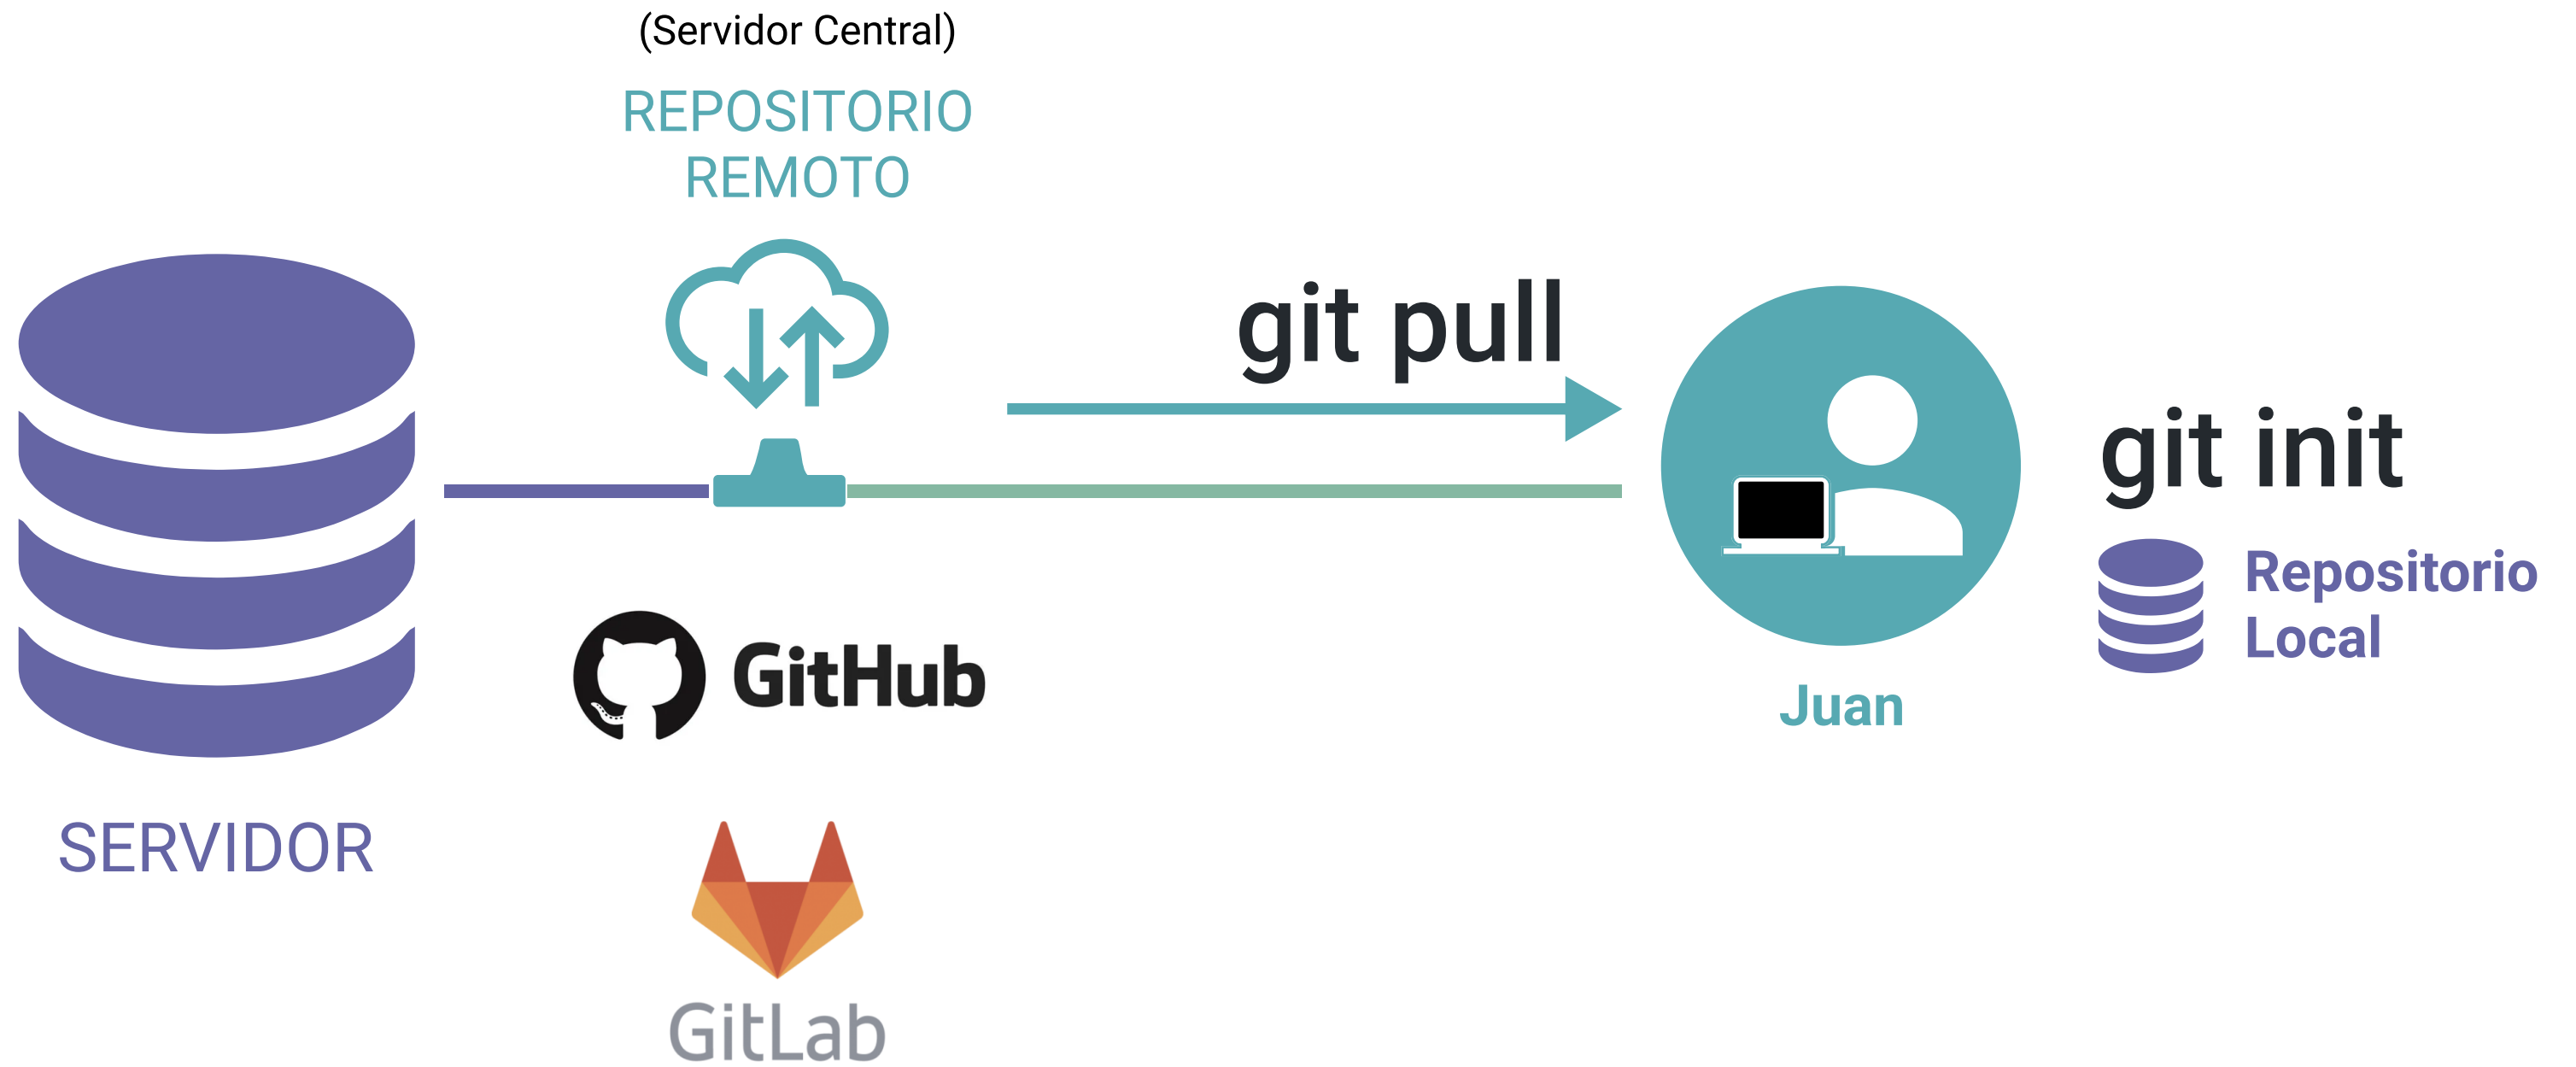 (Servidor Central)
REPOSITORIO
REMOTO
git pull
git init
Repositorio
Local
Juan
GitHub
SERVIDOR
GitLab